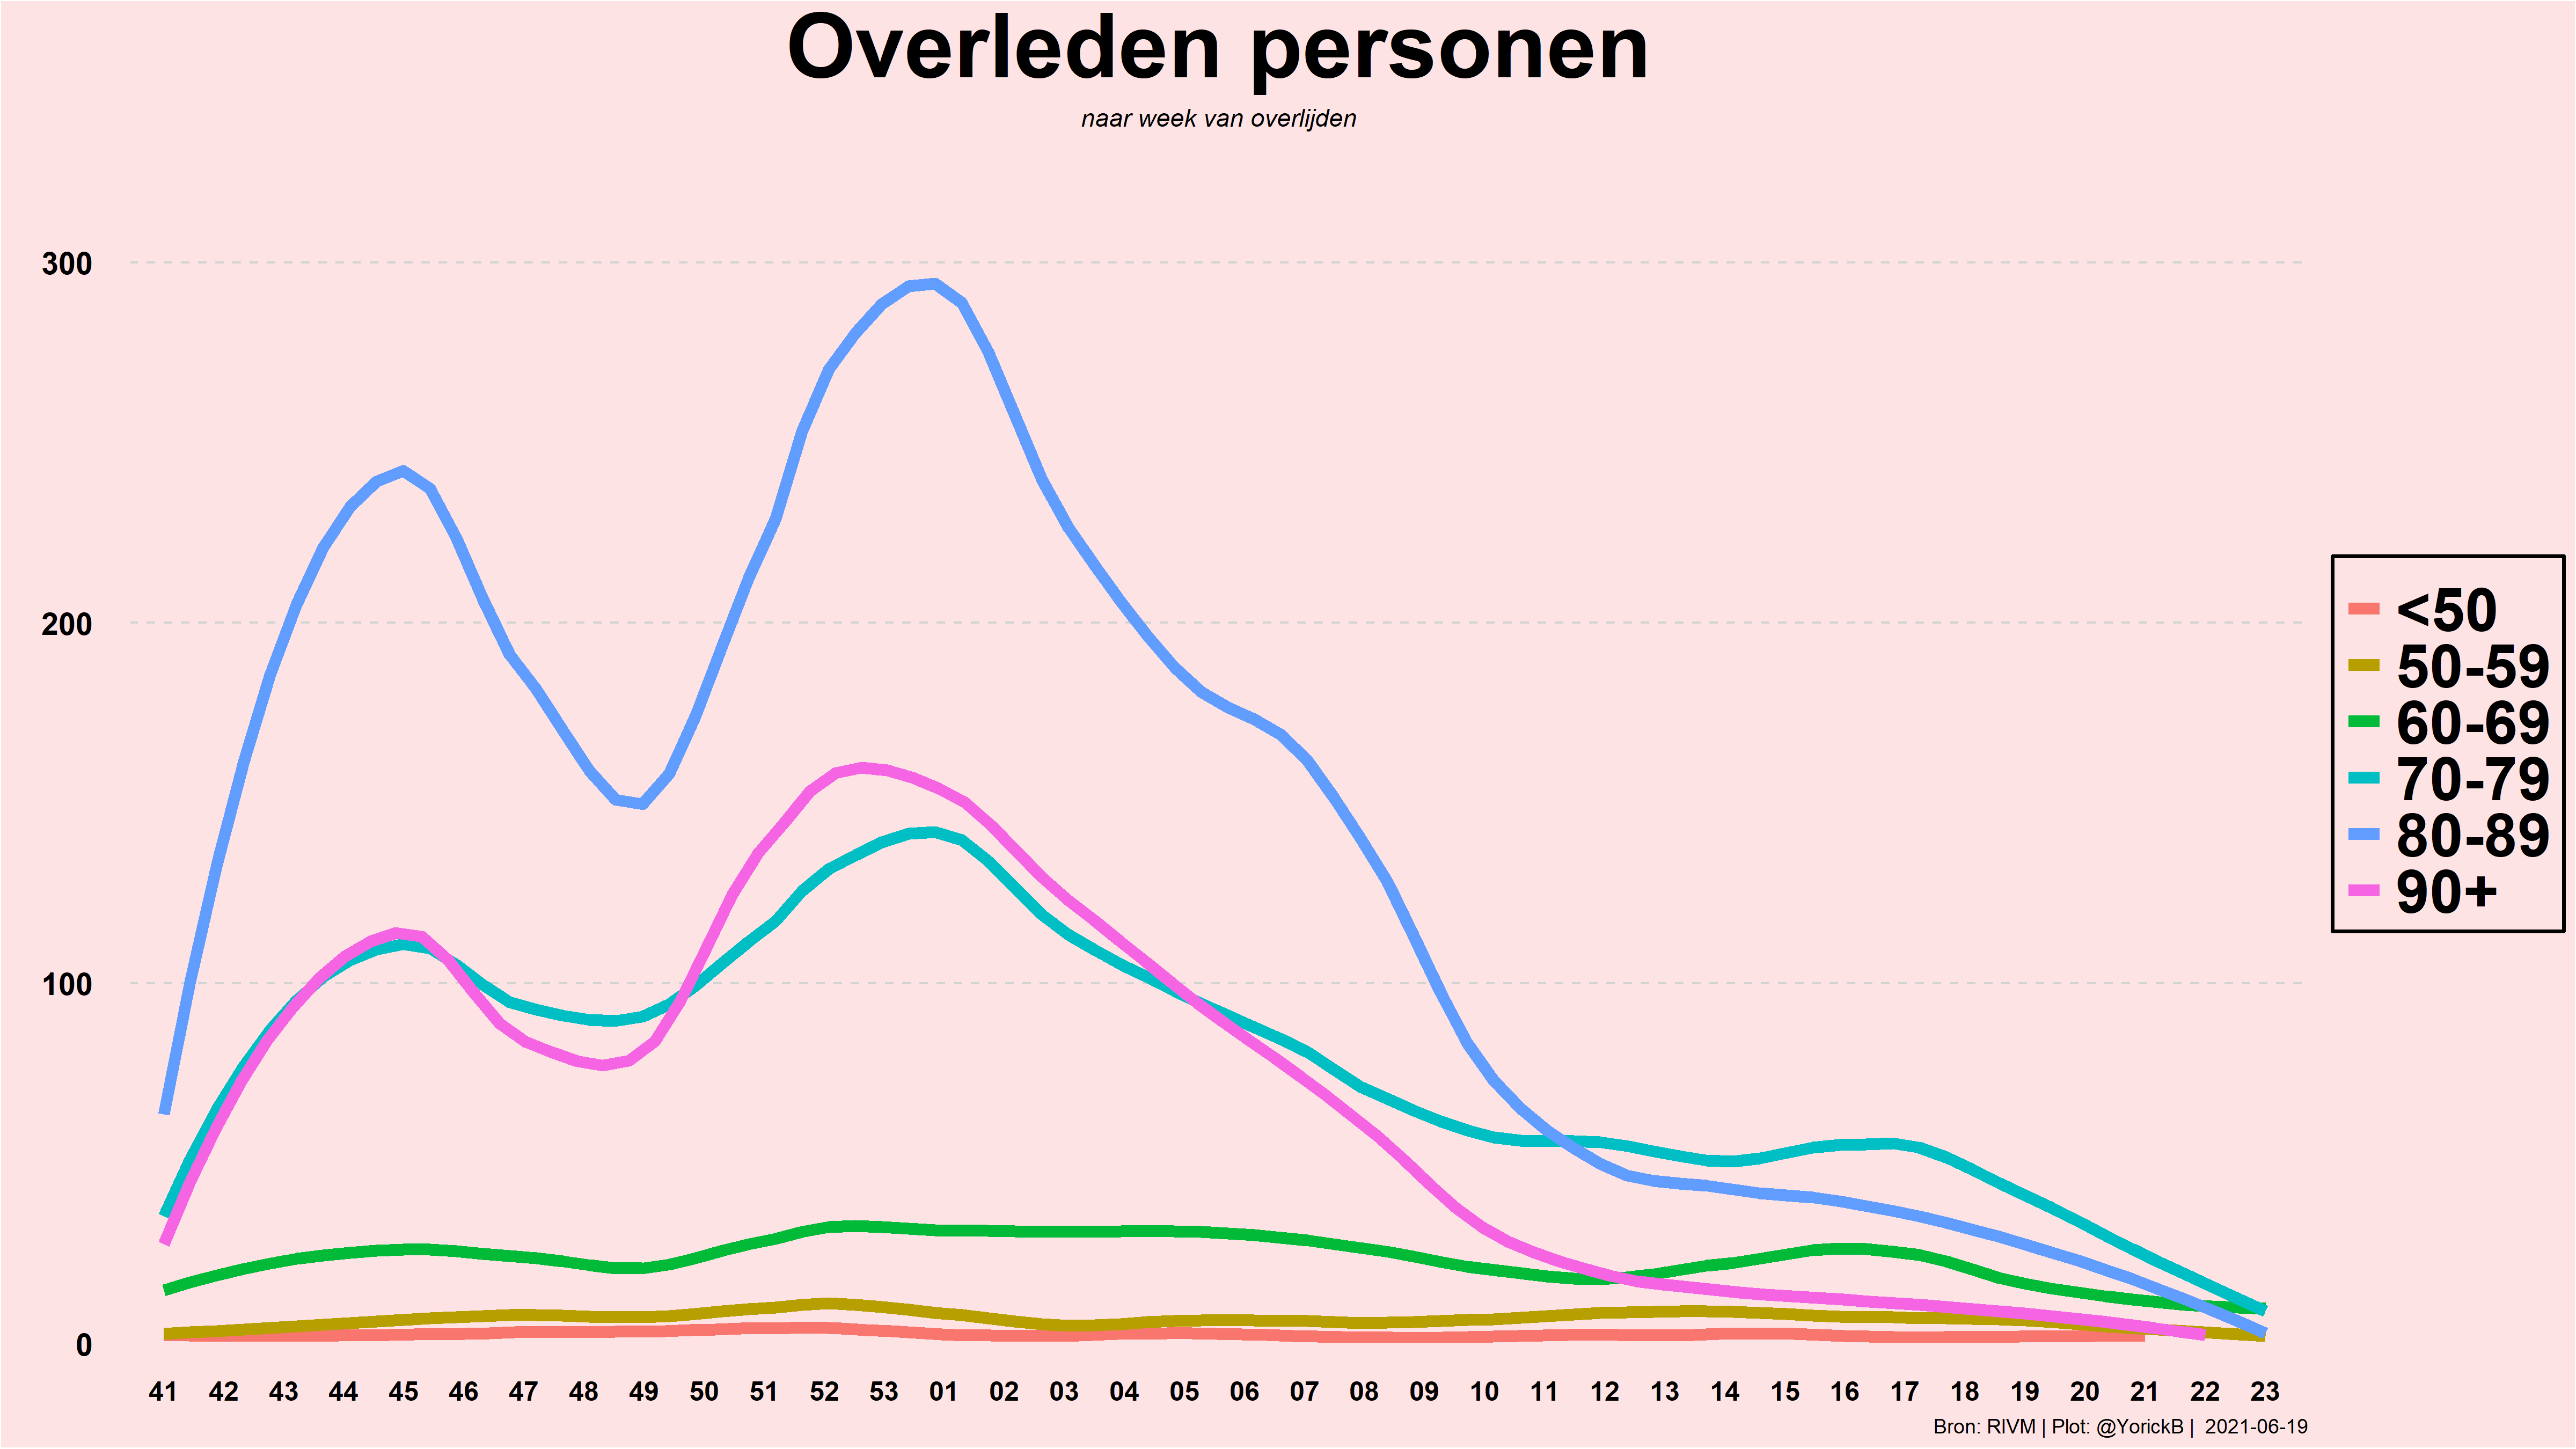 Overleden personen
naar week van overlijden
300
200
100
0
41 42 43 44 45 46 47 48 49 50 51 52 53 01 02 03 04 05 06 07 08 09 10 11 12 13 14 15 16 17 18 19 20 21 22 23
<50
50-59
60-69
70-79
80-89
90+
Bron: RIVM | Plot: @YorickB | 2021-06-19